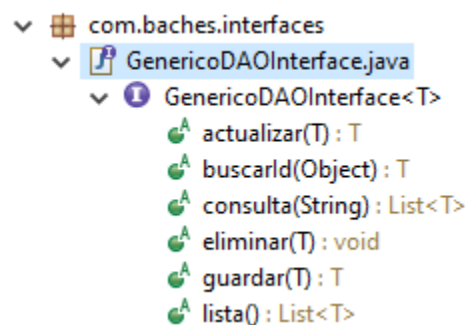 com.baches.interfaces
GenericoDAOInterface.java
GenericoDAOInterface<T>
actualizar(T) : T
buscarId(Object) : T
consulta(String) : List<T>
eliminar(T) : void
guardar(T) : T
lista() : List<T>